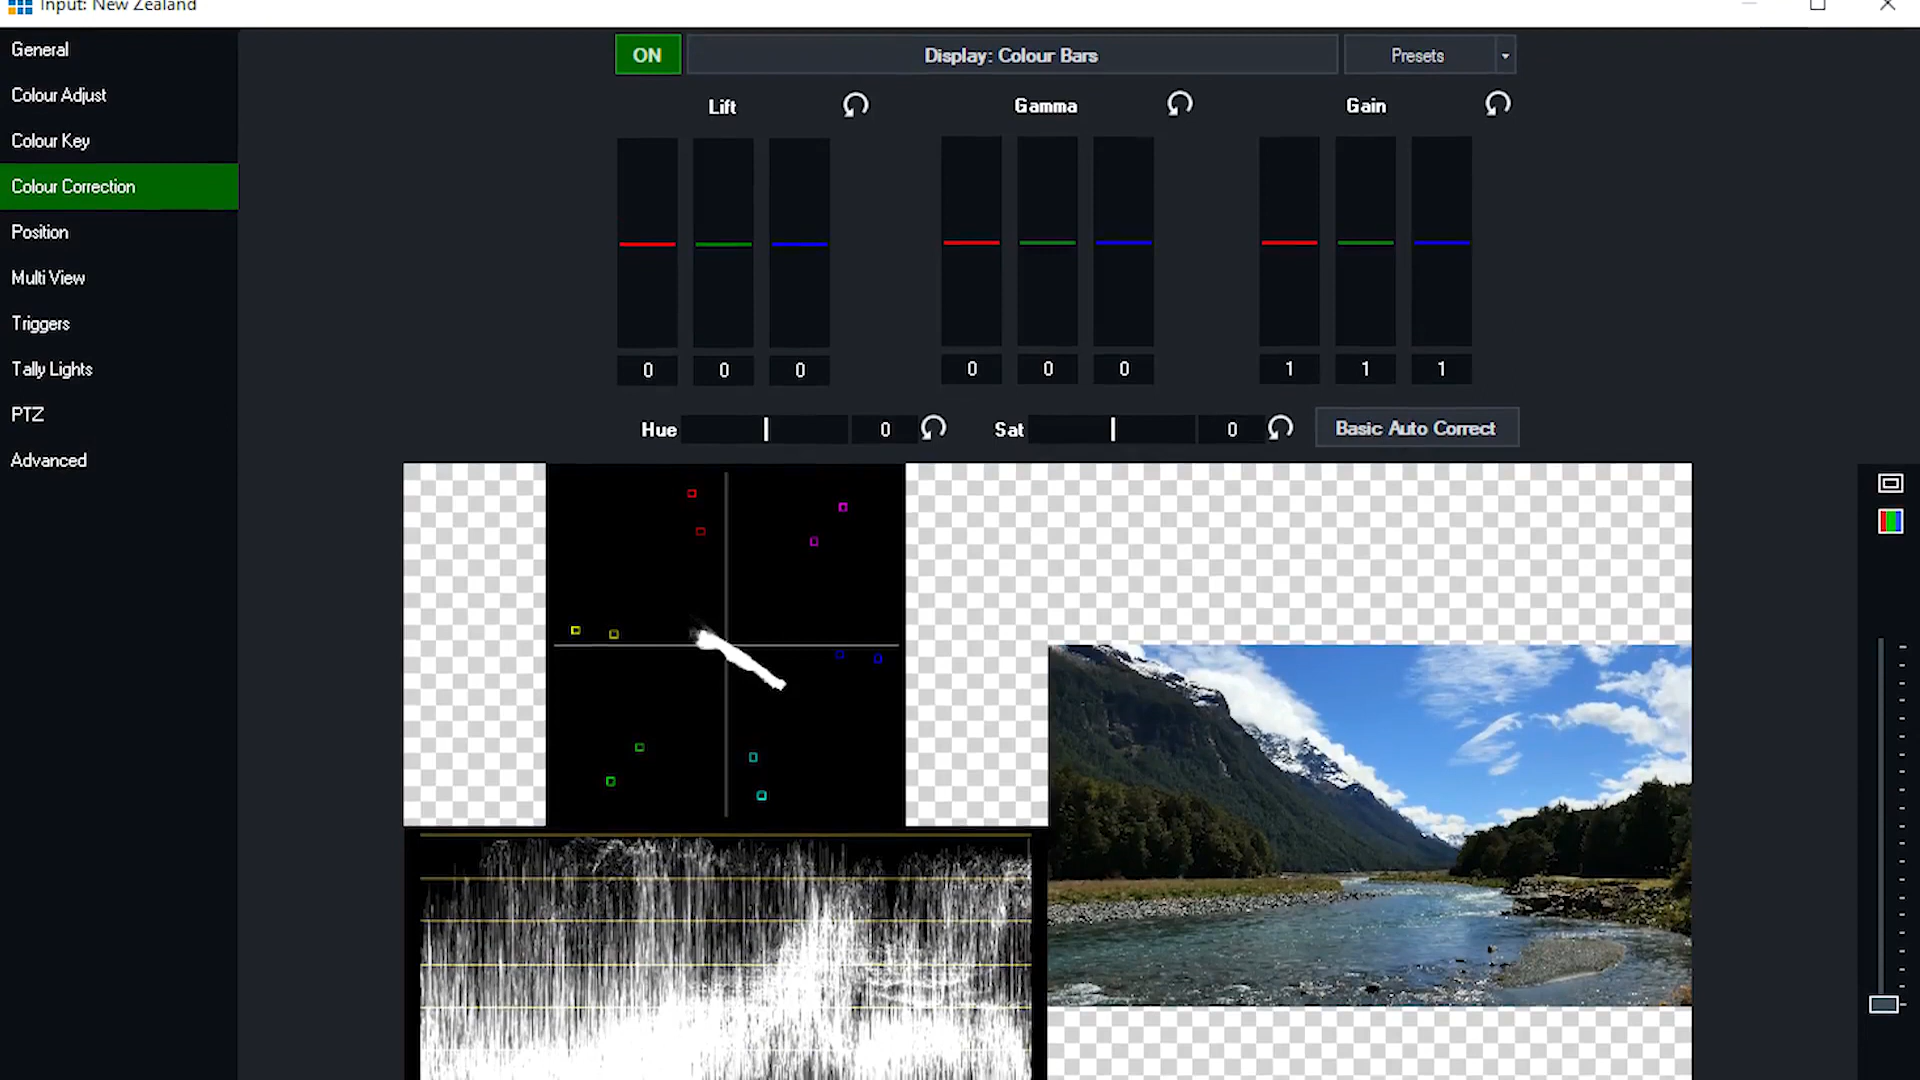 Input: New Zealand
General
Colour Adjust
Colour Key
Colour Correction
Position
Multi View
Triggers
Tally Lights
PTZ
Advanced
ON
Display: Colour Bars
Presets
Lift
Gamma
Gain
0 0 0
0 0 0
1 1 1
Hue 0
Sat 0
Basic Auto Correct